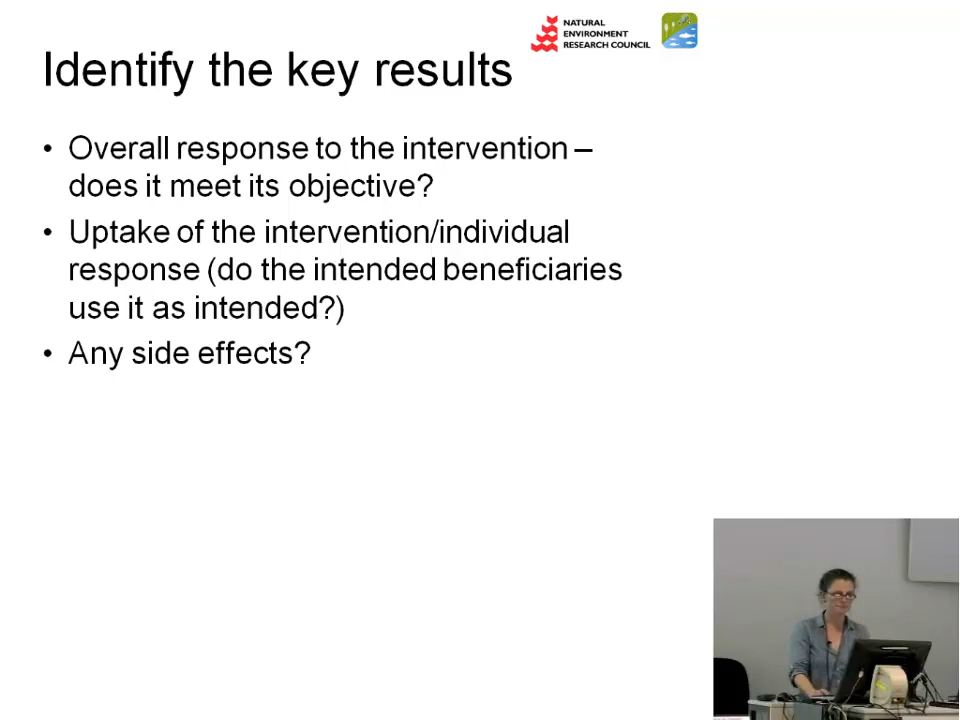 NATURAL
ENVIRONMENT
RESEARCH COUNCIL
Identify the key results
• Overall response to the intervention –
does it meet its objective?
• Uptake of the intervention/individual
response (do the intended beneficiaries
use it as intended?)
• Any side effects?